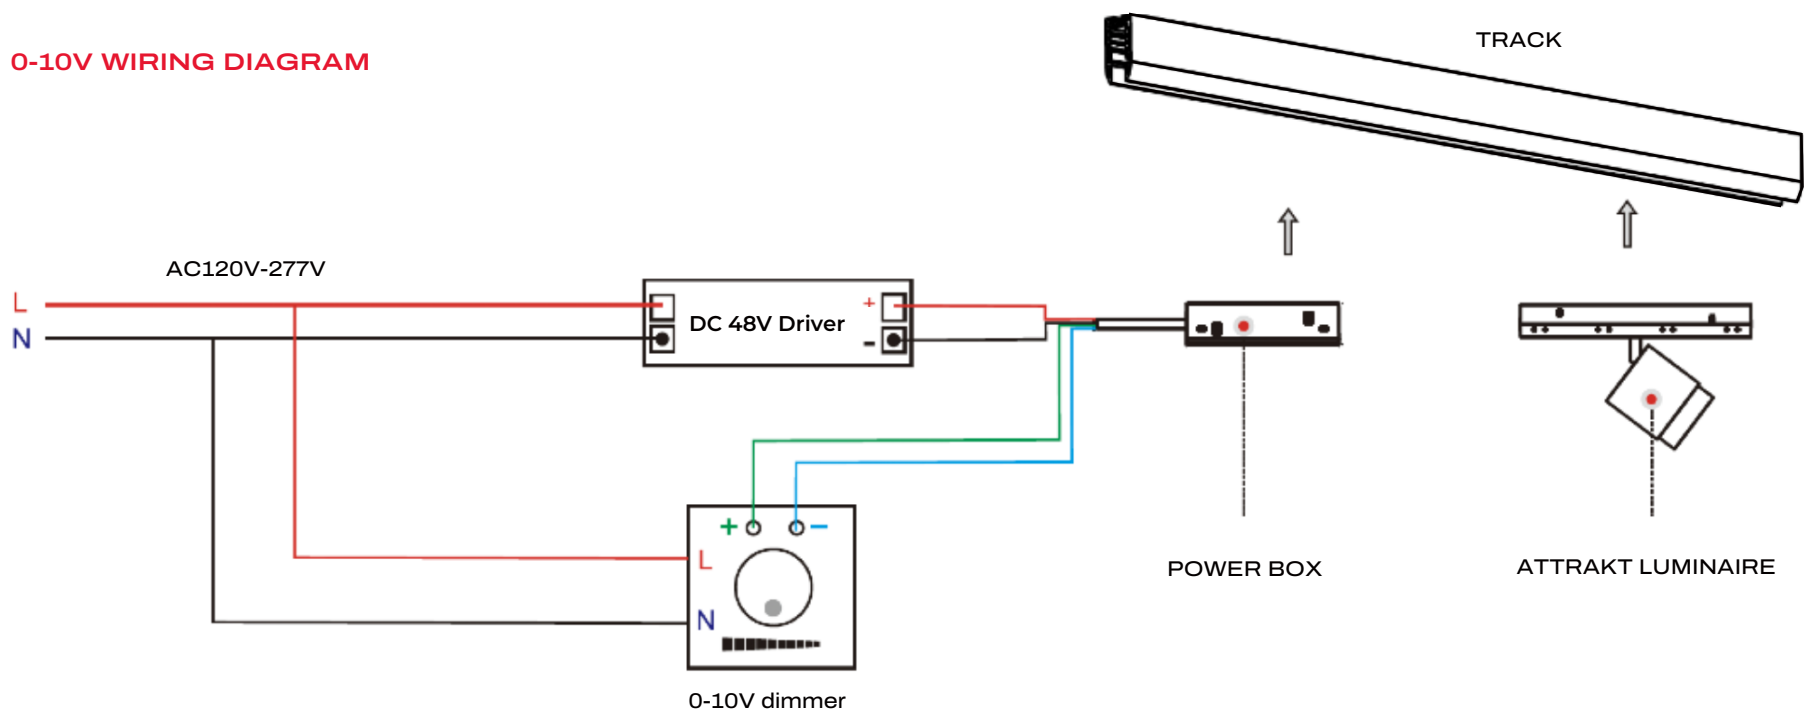 TRACK
0-10V WIRING DIAGRAM
AC120V-277V
L
N
DC 48V Driver
+
-
+
−
L
N
POWER BOX
ATTRAKT LUMINAIRE
0-10V dimmer